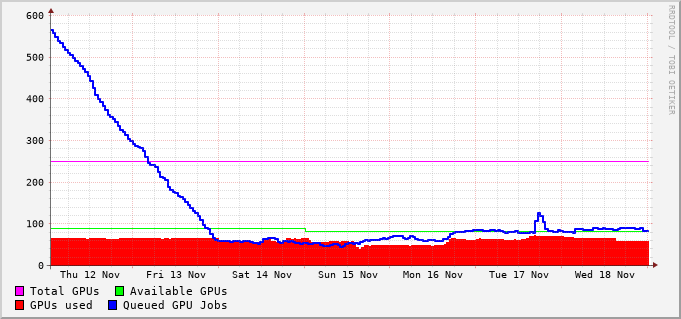 RRDTOOL / TOBI OETIKER
600
500
400
300
200
100
0
Thu 12 Nov Fri 13 Nov Sat 14 Nov Sun 15 Nov Mon 16 Nov Tue 17 Nov Wed 18 Nov
Total GPUs Available GPUs
GPUs used Queued GPU Jobs